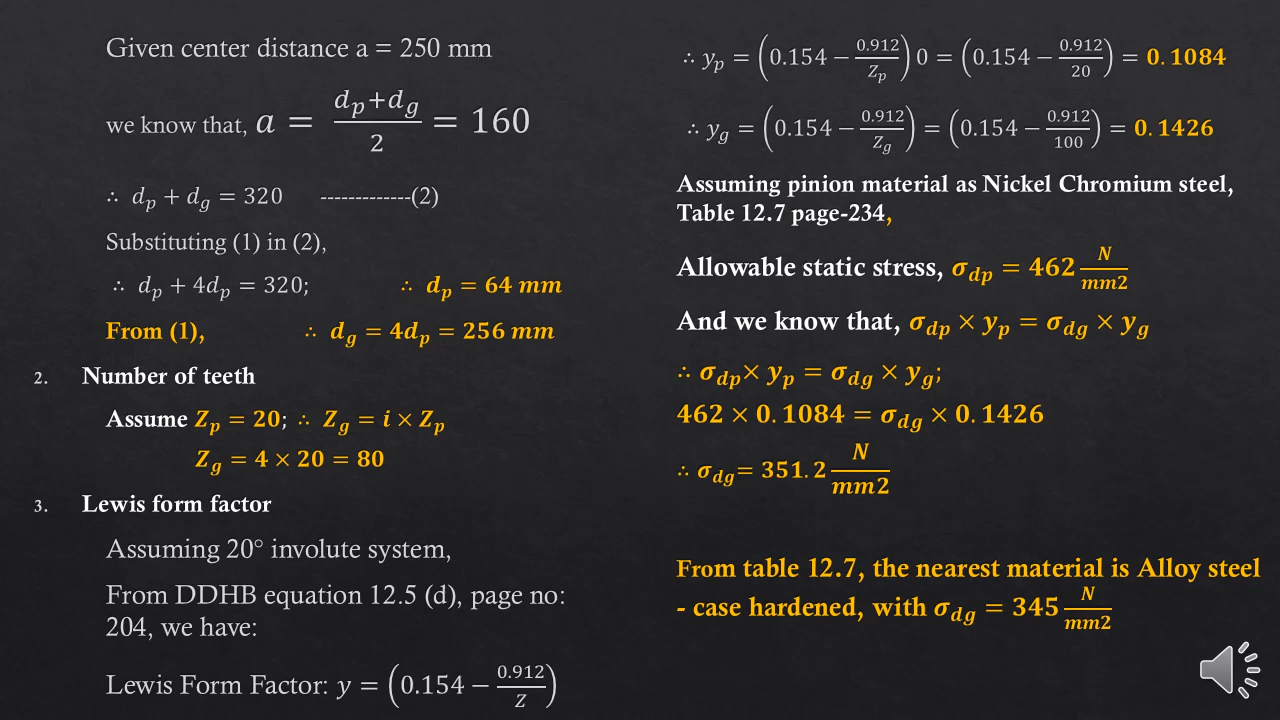 Given center distance a = 250 mm
we know that, a = (d_p+d_g)/2 = 160
∴ d_p + d_g = 320 -------------(2)
Substituting (1) in (2),
∴ d_p + 4d_p = 320; ∴ d_p = 64 mm
From (1), ∴ d_g = 4d_p = 256 mm
2. Number of teeth
Assume Z_p = 20; ∴ Z_g = i × Z_p
Z_g = 4 × 20 = 80
3. Lewis form factor
Assuming 20° involute system,
From DDHB equation 12.5 (d), page no:
204, we have:
Lewis Form Factor: y = (0.154 − 0.912/Z)
∴ y_p = (0.154 − 0.912/Z_p) 0 = (0.154 − 0.912/20) = 0.1084
∴ y_g = (0.154 − 0.912/Z_g) = (0.154 − 0.912/100) = 0.1426
Assuming pinion material as Nickel Chromium steel,
Table 12.7 page-234,
Allowable static stress, σ_dp = 462 N/mm2
And we know that, σ_dp × y_p = σ_dg × y_g
∴ σ_dp × y_p = σ_dg × y_g;
462 × 0.1084 = σ_dg × 0.1426
∴ σ_dg = 351.2 N/mm2
From table 12.7, the nearest material is Alloy steel
- case hardened, with σ_dg = 345 N/mm2